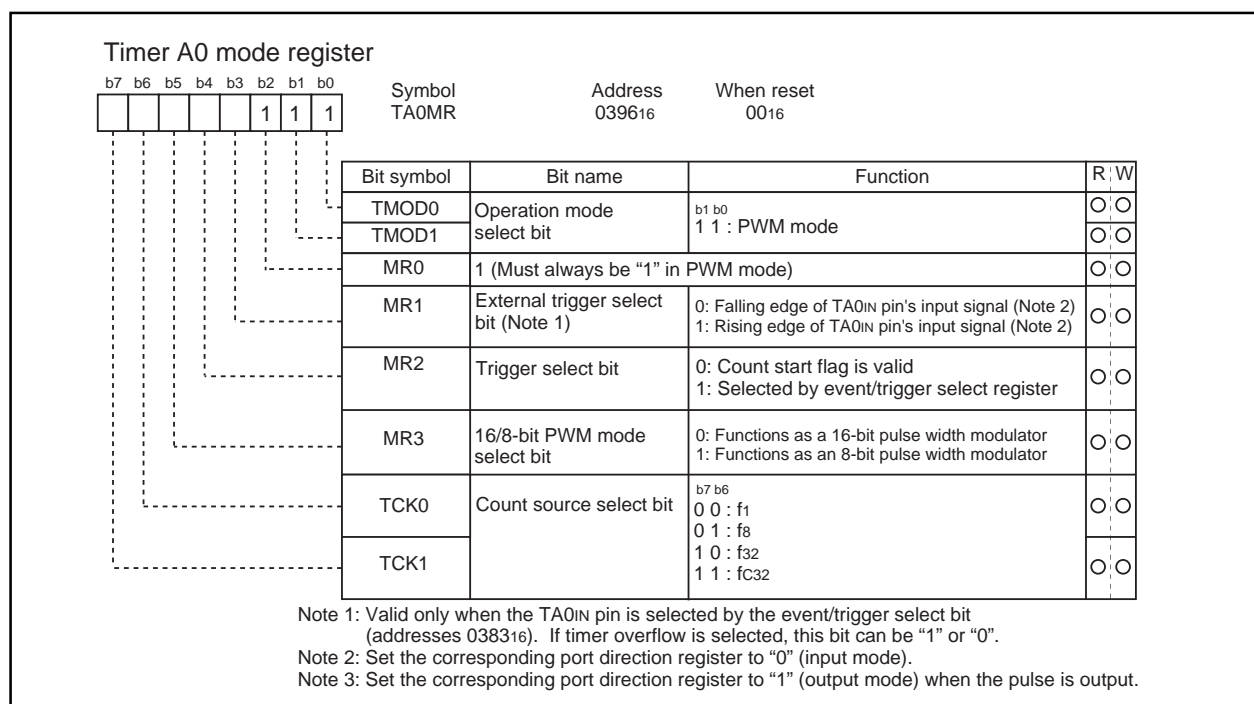 Timer A0 mode register
b7 b6 b5 b4 b3 b2 b1 b0
1 1 1
Symbol Address When reset
TA0MR 039616 0016
Bit symbol Bit name Function R W
TMOD0
TMOD1
Operation mode
select bit
b1 b0
1 1 : PWM mode
MR0 1 (Must always be “1” in PWM mode)
MR1 External trigger select
bit (Note 1)
0: Falling edge of TA0IN pin's input signal (Note 2)
1: Rising edge of TA0IN pin's input signal (Note 2)
MR2 Trigger select bit
0: Count start flag is valid
1: Selected by event/trigger select register
MR3 16/8-bit PWM mode
select bit
0: Functions as a 16-bit pulse width modulator
1: Functions as an 8-bit pulse width modulator
TCK0
TCK1
Count source select bit
b7 b6
0 0 : f1
0 1 : f8
1 0 : f32
1 1 : fC32
Note 1: Valid only when the TA0IN pin is selected by the event/trigger select bit
(addresses 038316). If timer overflow is selected, this bit can be “1” or “0”.
Note 2: Set the corresponding port direction register to “0” (input mode).
Note 3: Set the corresponding port direction register to “1” (output mode) when the pulse is output.